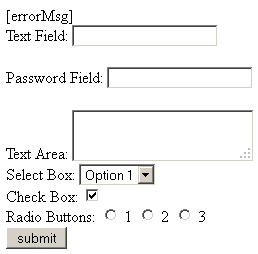 [errorMsg]
Text Field:
Password Field:
Text Area:
Select Box: Option 1
Check Box:
Radio Buttons: 1 2 3
submit